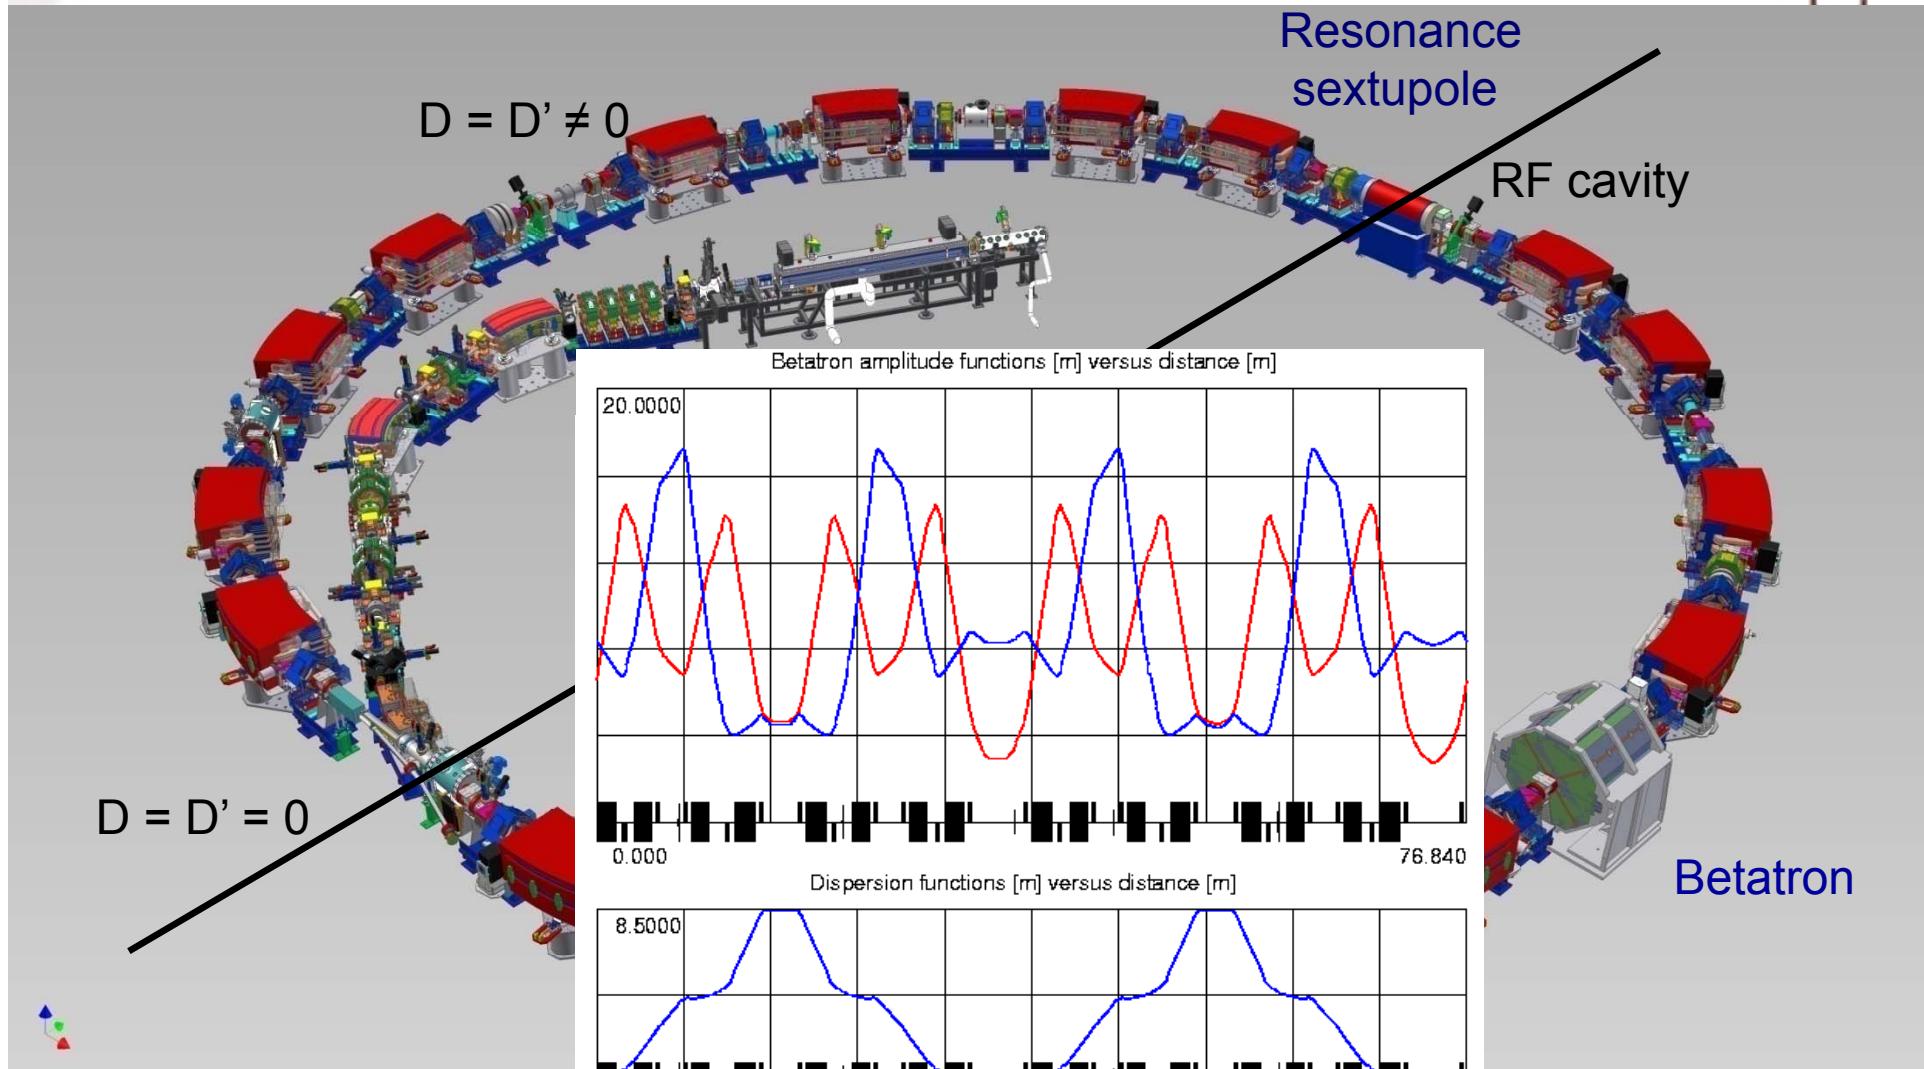 Resonance
sextupole
D = D’ ≠ 0
RF cavity
Betatron amplitude functions [m] versus distance [m]
20.0000
D = D’ = 0
0.000
76.840
Betatron
Dispersion functions [m] versus distance [m]
8.5000